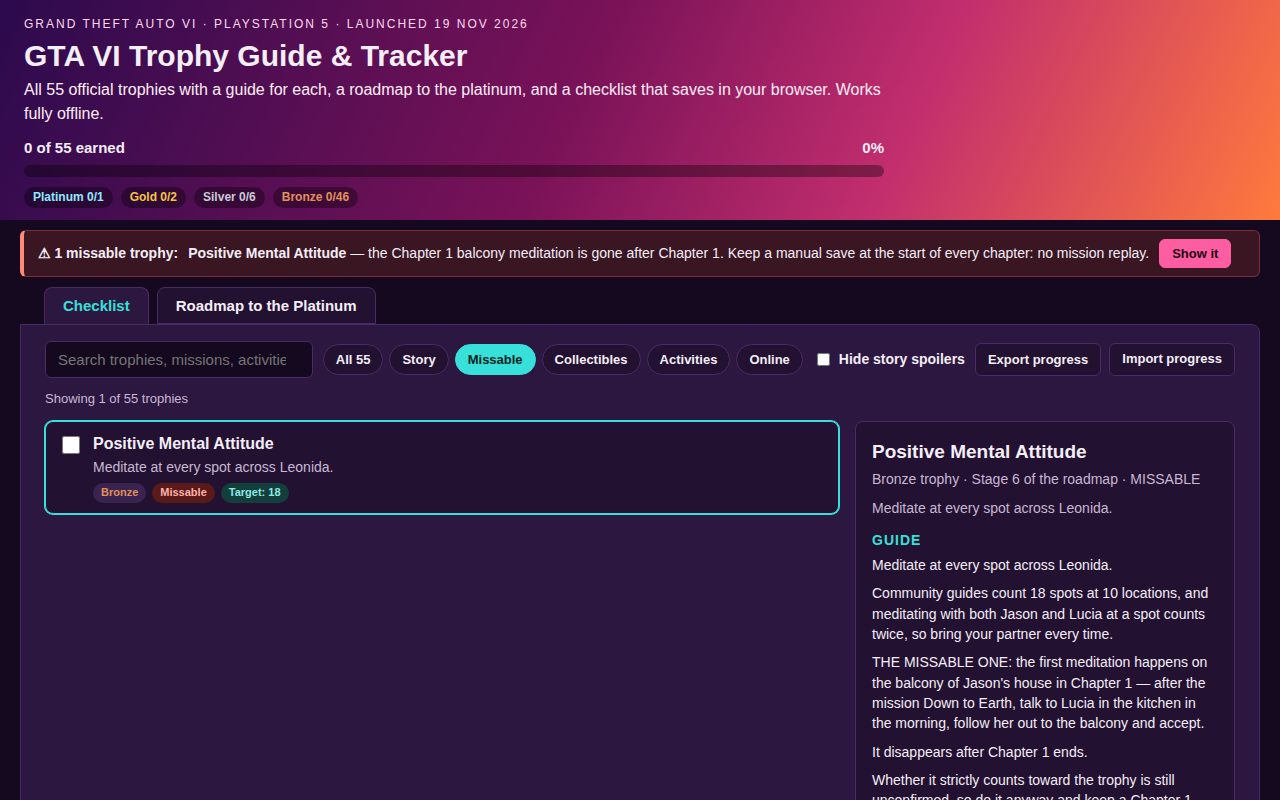 GRAND THEFT AUTO VI · PLAYSTATION 5 · LAUNCHED 19 NOV 2026
GTA VI Trophy Guide & Tracker
All 55 official trophies with a guide for each, a roadmap to the platinum, and a checklist that saves in your browser. Works
fully offline.
0 of 55 earned 0%
Platinum 0/1 Gold 0/2 Silver 0/6 Bronze 0/46
⚠ 1 missable trophy: Positive Mental Attitude — the Chapter 1 balcony meditation is gone after Chapter 1. Keep a manual save at the start of every chapter: no mission replay. Show it
Checklist Roadmap to the Platinum
Search trophies, missions, activitie All 55 Story Missable Collectibles Activities Online Hide story spoilers Export progress Import progress
Showing 1 of 55 trophies
Positive Mental Attitude
Meditate at every spot across Leonida.
Bronze Missable Target: 18
Positive Mental Attitude
Bronze trophy · Stage 6 of the roadmap · MISSABLE
Meditate at every spot across Leonida.
GUIDE
Meditate at every spot across Leonida.
Community guides count 18 spots at 10 locations, and
meditating with both Jason and Lucia at a spot counts
twice, so bring your partner every time.
THE MISSABLE ONE: the first meditation happens on
the balcony of Jason's house in Chapter 1 — after the
mission Down to Earth, talk to Lucia in the kitchen in
the morning, follow her out to the balcony and accept.
It disappears after Chapter 1 ends.
Whether it strictly counts toward the trophy is still
unconfirmed, so do it anyway and keep a Chapter 1